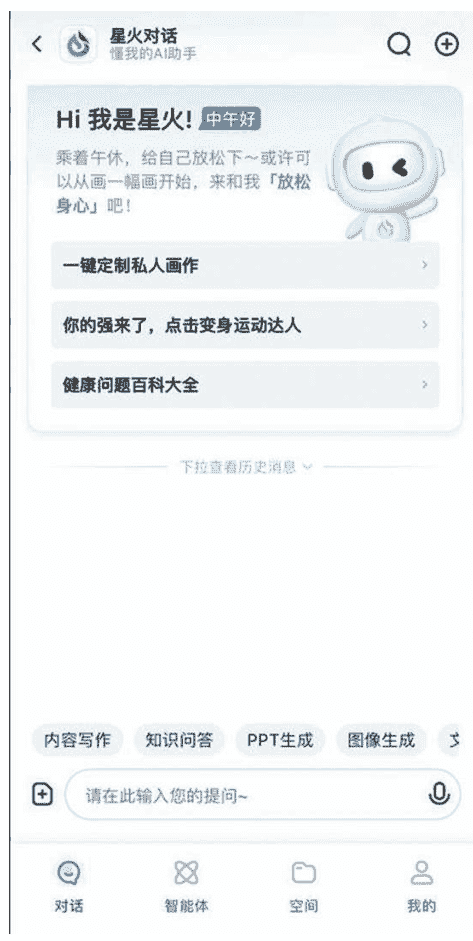 星火对话
懂我的AI助手
Hi 我是星火! 中午好
乘着午休，给自己放松下～或许可
以从画一幅画开始，来和我「放松
身心」吧！
一键定制私人画作
你的强来了，点击变身运动达人
健康问题百科大全
下拉查看历史消息
内容写作 知识问答 PPT生成 图像生成 文
请在此输入您的提问~
对话 智能体 空间 我的